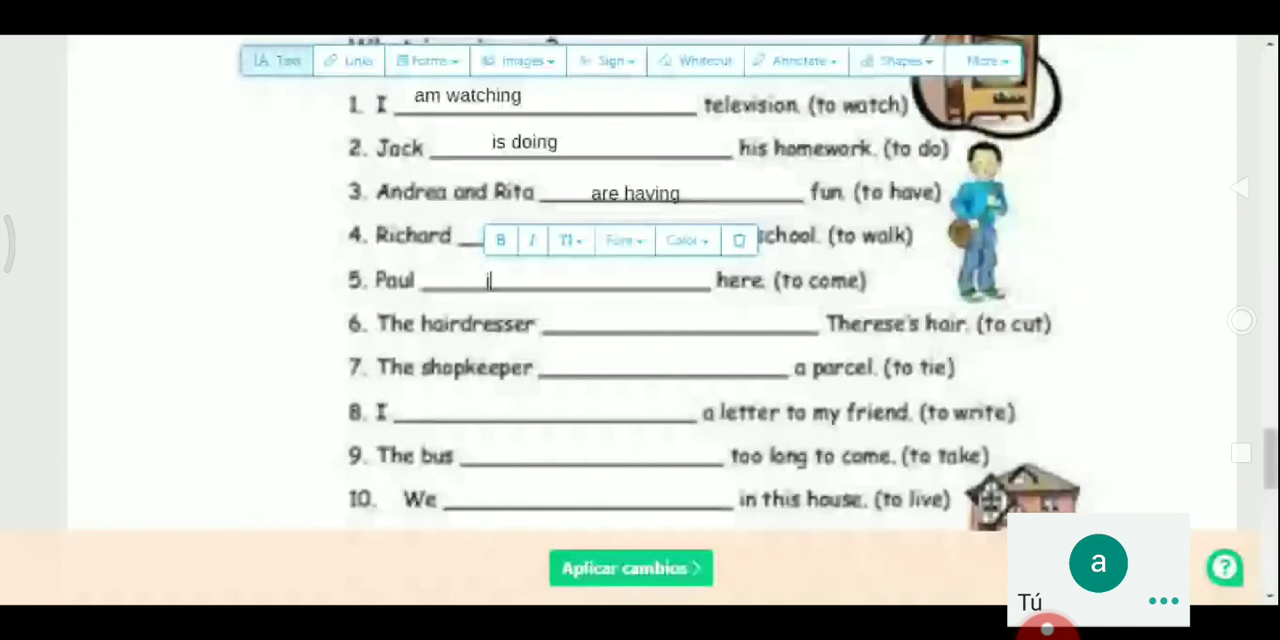 Text Links Forms Images Sign Whiteout Annotate Shapes More
1. I am watching television. (to watch)
2. Jack is doing his homework. (to do)
3. Andrea and Rita are having fun. (to have)
4. Richard school. (to walk)
B I T1 Font Color
5. Paul i here. (to come)
6. The hairdresser Therese's hair. (to cut)
7. The shopkeeper a parcel. (to tie)
8. I a letter to my friend. (to write)
9. The bus too long to come. (to take)
10. We in this house. (to live)
Aplicar cambios >
?
a
Tú